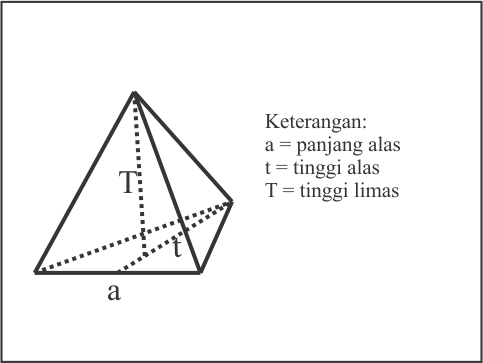 T
t
a
Keterangan:
a = panjang alas
t = tinggi alas
T = tinggi limas